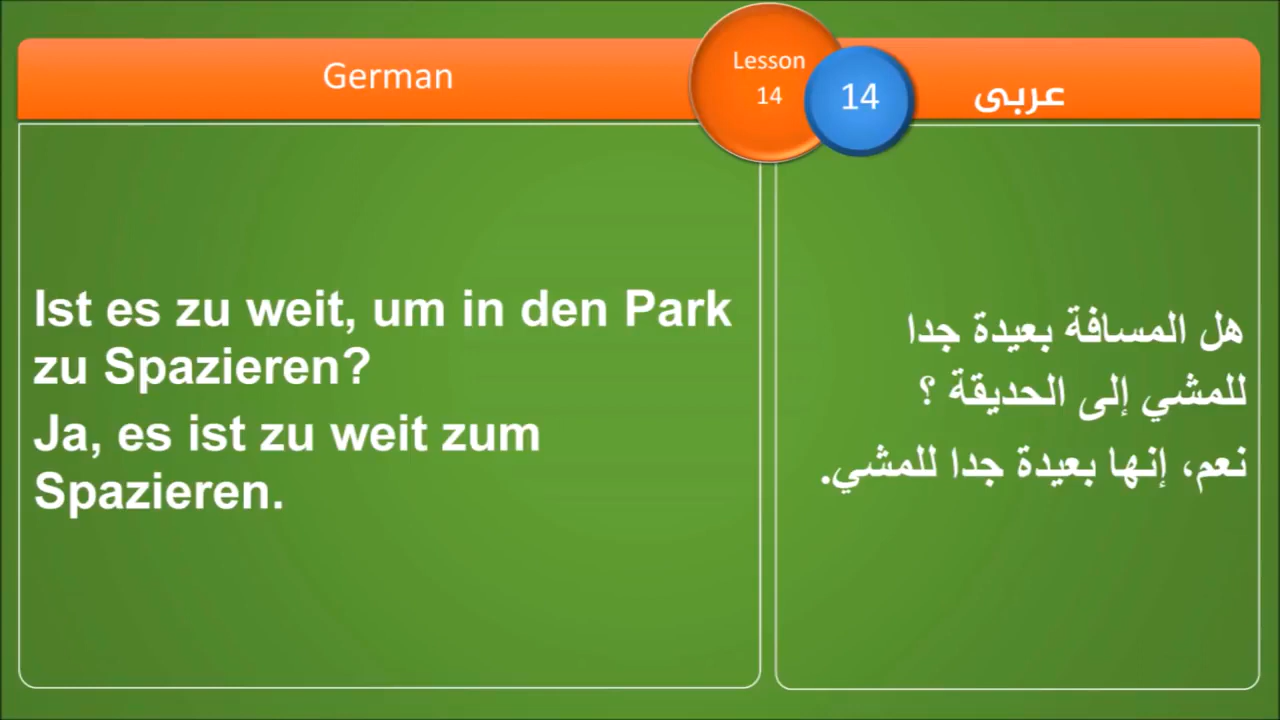 German
Lesson
14
14
عربى
Ist es zu weit, um in den Park
zu Spazieren?
Ja, es ist zu weit zum
Spazieren.
هل المسافة بعيدة جدا
للمشي إلى الحديقة ؟
نعم، إنها بعيدة جدا للمشي.